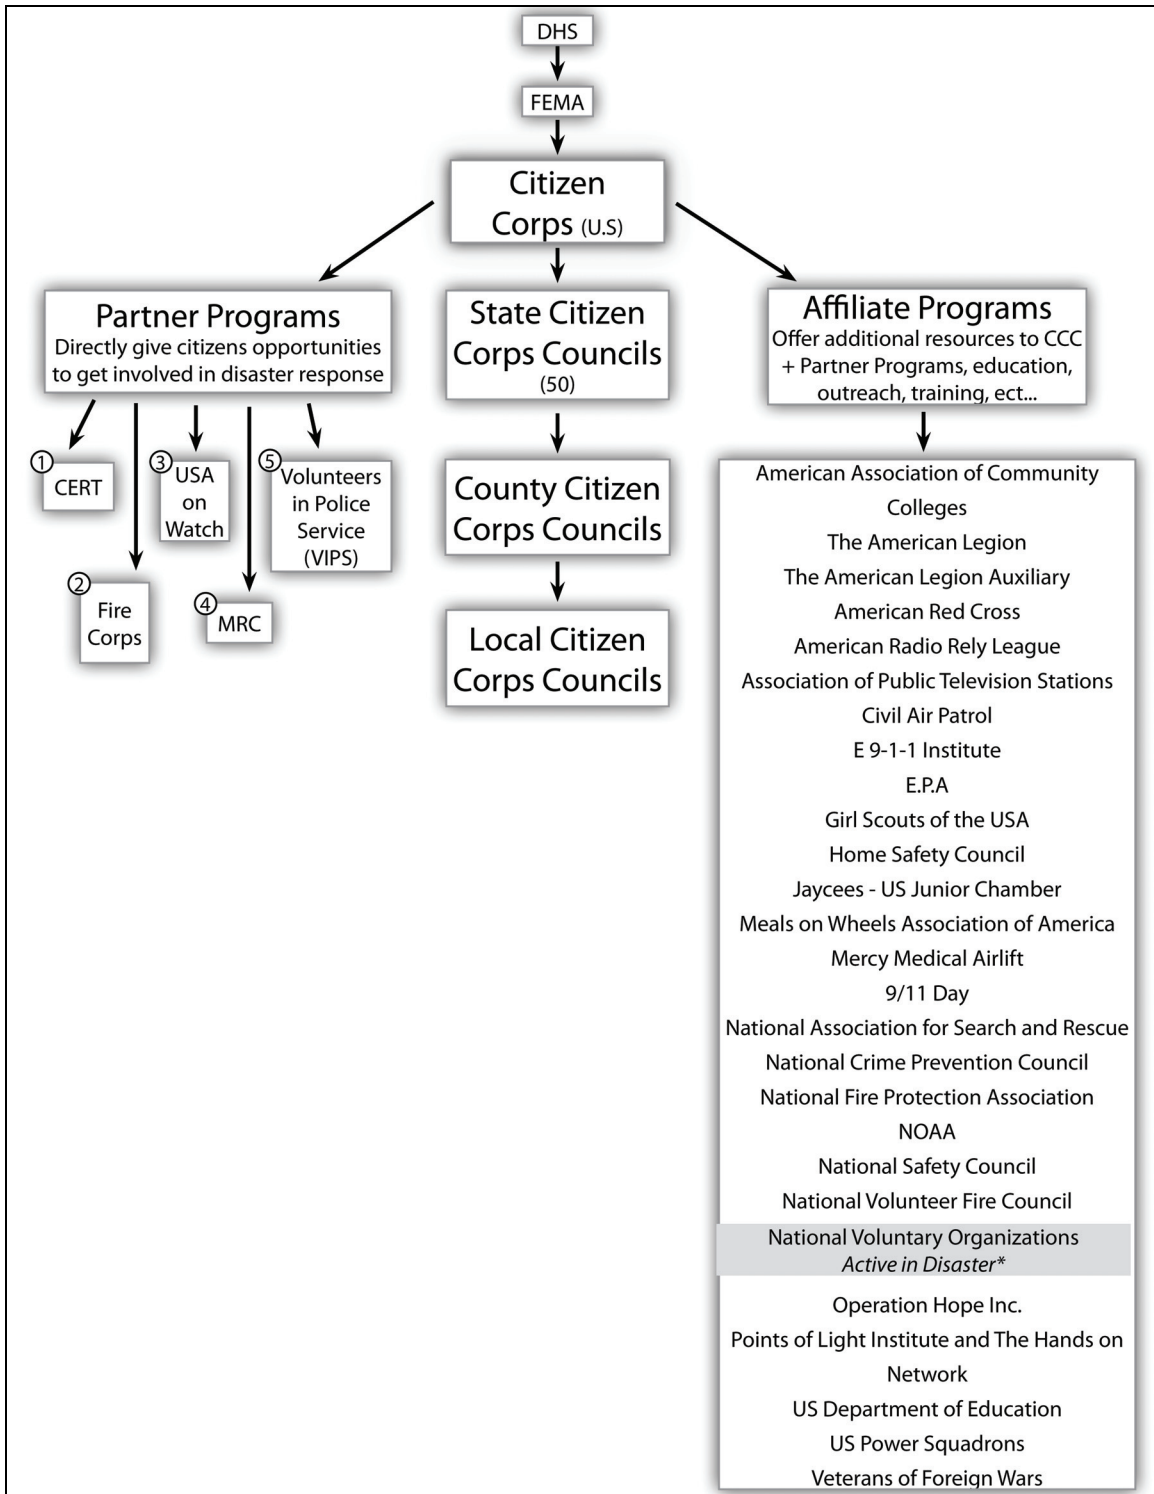 DHS
FEMA
Citizen
Corps (U.S)
Partner Programs
Directly give citizens opportunities
to get involved in disaster response
① CERT
② Fire
Corps
③ USA
on
Watch
④ MRC
⑤ Volunteers
in Police
Service
(VIPS)
State Citizen
Corps Councils
(50)
County Citizen
Corps Councils
Local Citizen
Corps Councils
Affiliate Programs
Offer additional resources to CCC
+ Partner Programs, education,
outreach, training, ect...
American Association of Community
Colleges
The American Legion
The American Legion Auxiliary
American Red Cross
American Radio Rely League
Association of Public Television Stations
Civil Air Patrol
E 9-1-1 Institute
E.P.A
Girl Scouts of the USA
Home Safety Council
Jaycees - US Junior Chamber
Meals on Wheels Association of America
Mercy Medical Airlift
9/11 Day
National Association for Search and Rescue
National Crime Prevention Council
National Fire Protection Association
NOAA
National Safety Council
National Volunteer Fire Council
National Voluntary Organizations
Active in Disaster*
Operation Hope Inc.
Points of Light Institute and The Hands on
Network
US Department of Education
US Power Squadrons
Veterans of Foreign Wars